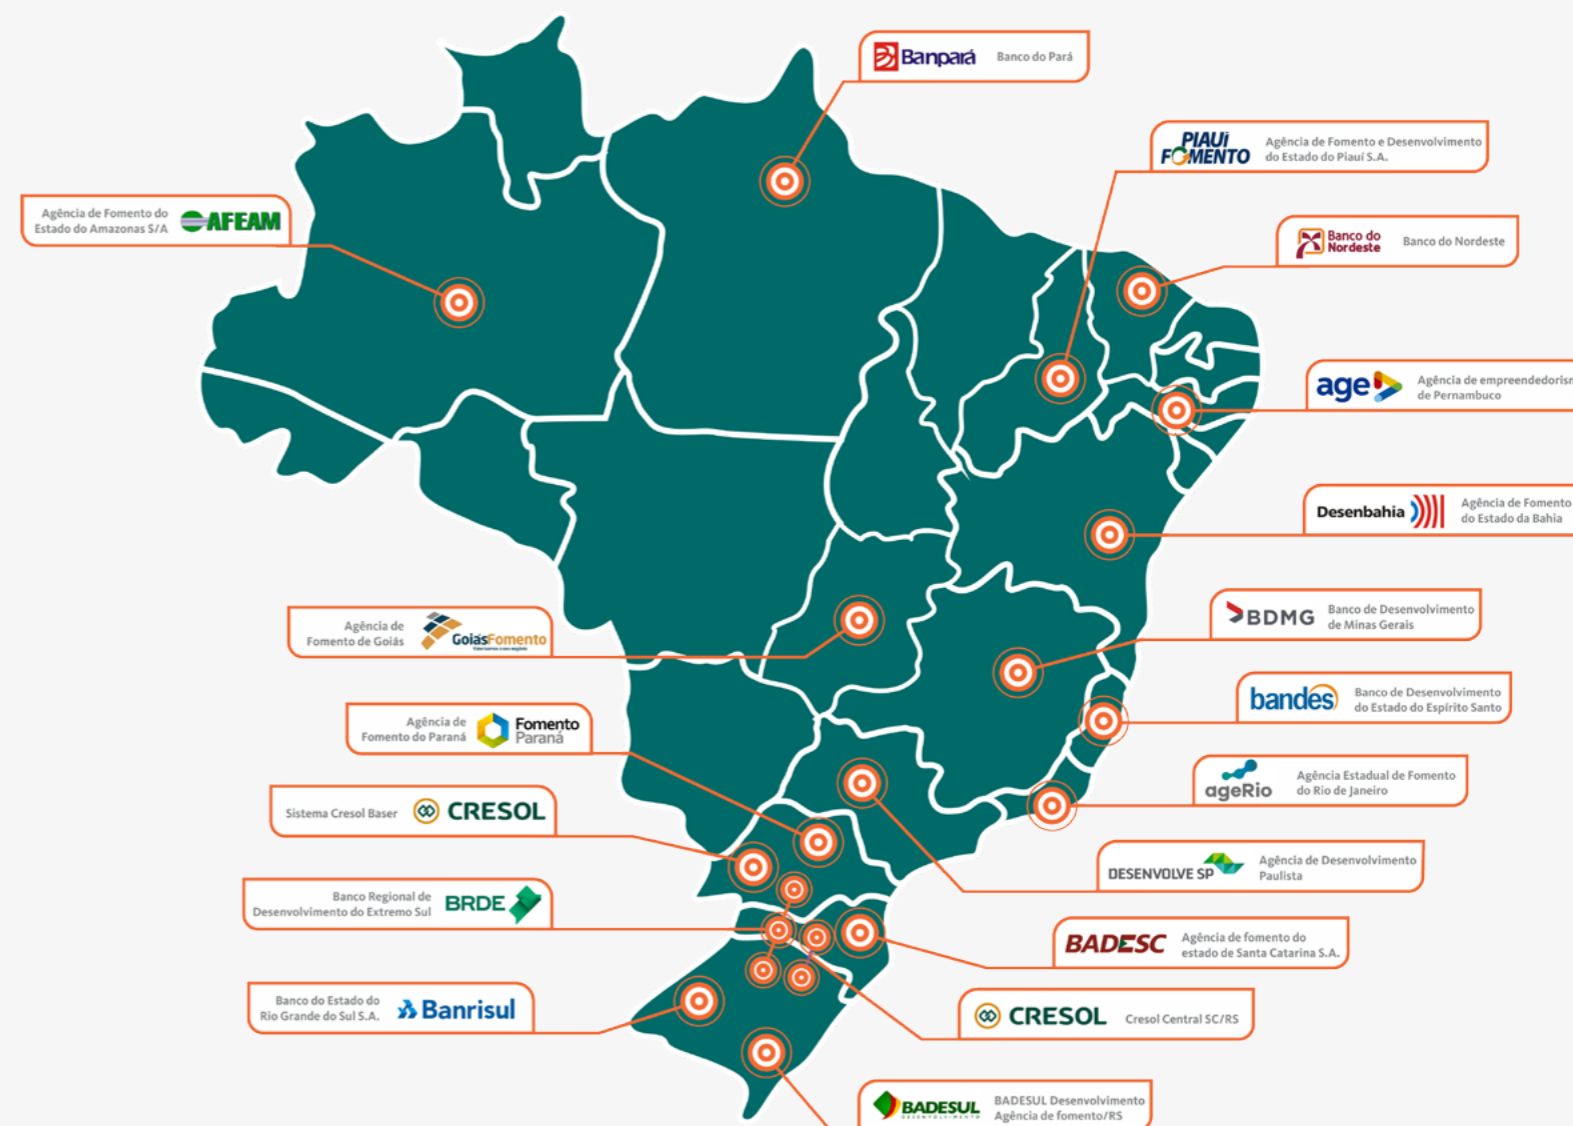 Banpará
Banco do Pará
PIAUÍ
FOMENTO
Agência de Fomento e Desenvolvimento
do Estado do Piauí S.A.
Agência de Fomento do
Estado do Amazonas S/A
AFEAM
Banco do
Nordeste
Banco do Nordeste
age
Agência de empreendedorism
de Pernambuco
Desenbahia
Agência de Fomento
do Estado da Bahia
Agência de
Fomento de Goiás
GoiásFomento
BDMG
Banco de Desenvolvimento
de Minas Gerais
bandes
Banco de Desenvolvimento
do Estado do Espírito Santo
Agência de
Fomento do Paraná
Fomento
Paraná
ageRio
Agência Estadual de Fomento
do Rio de Janeiro
Sistema Cresol Baser
CRESOL
DESENVOLVE SP
Agência de Desenvolvimento
Paulista
Banco Regional de
Desenvolvimento do Extremo Sul
BRDE
BADESC
Agência de fomento do
estado de Santa Catarina S.A.
Banco do Estado do
Rio Grande do Sul S.A.
Banrisul
CRESOL
Cresol Central SC/RS
BADESUL
DESENVOLVIMENTO
BADESUL Desenvolvimento
Agência de fomento/RS